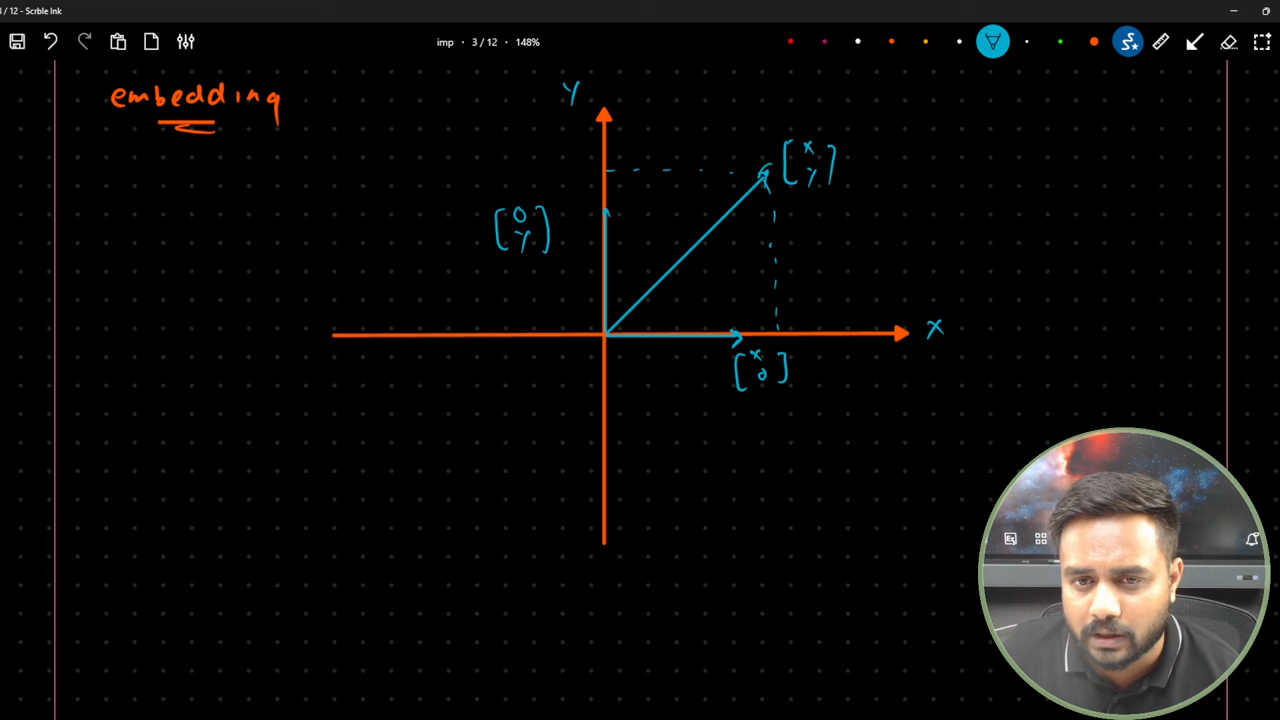 3 / 12 - Scrble Ink
imp · 3 / 12 · 148%
embedding
Y
[x
y]
[0
y]
X
[x
0]